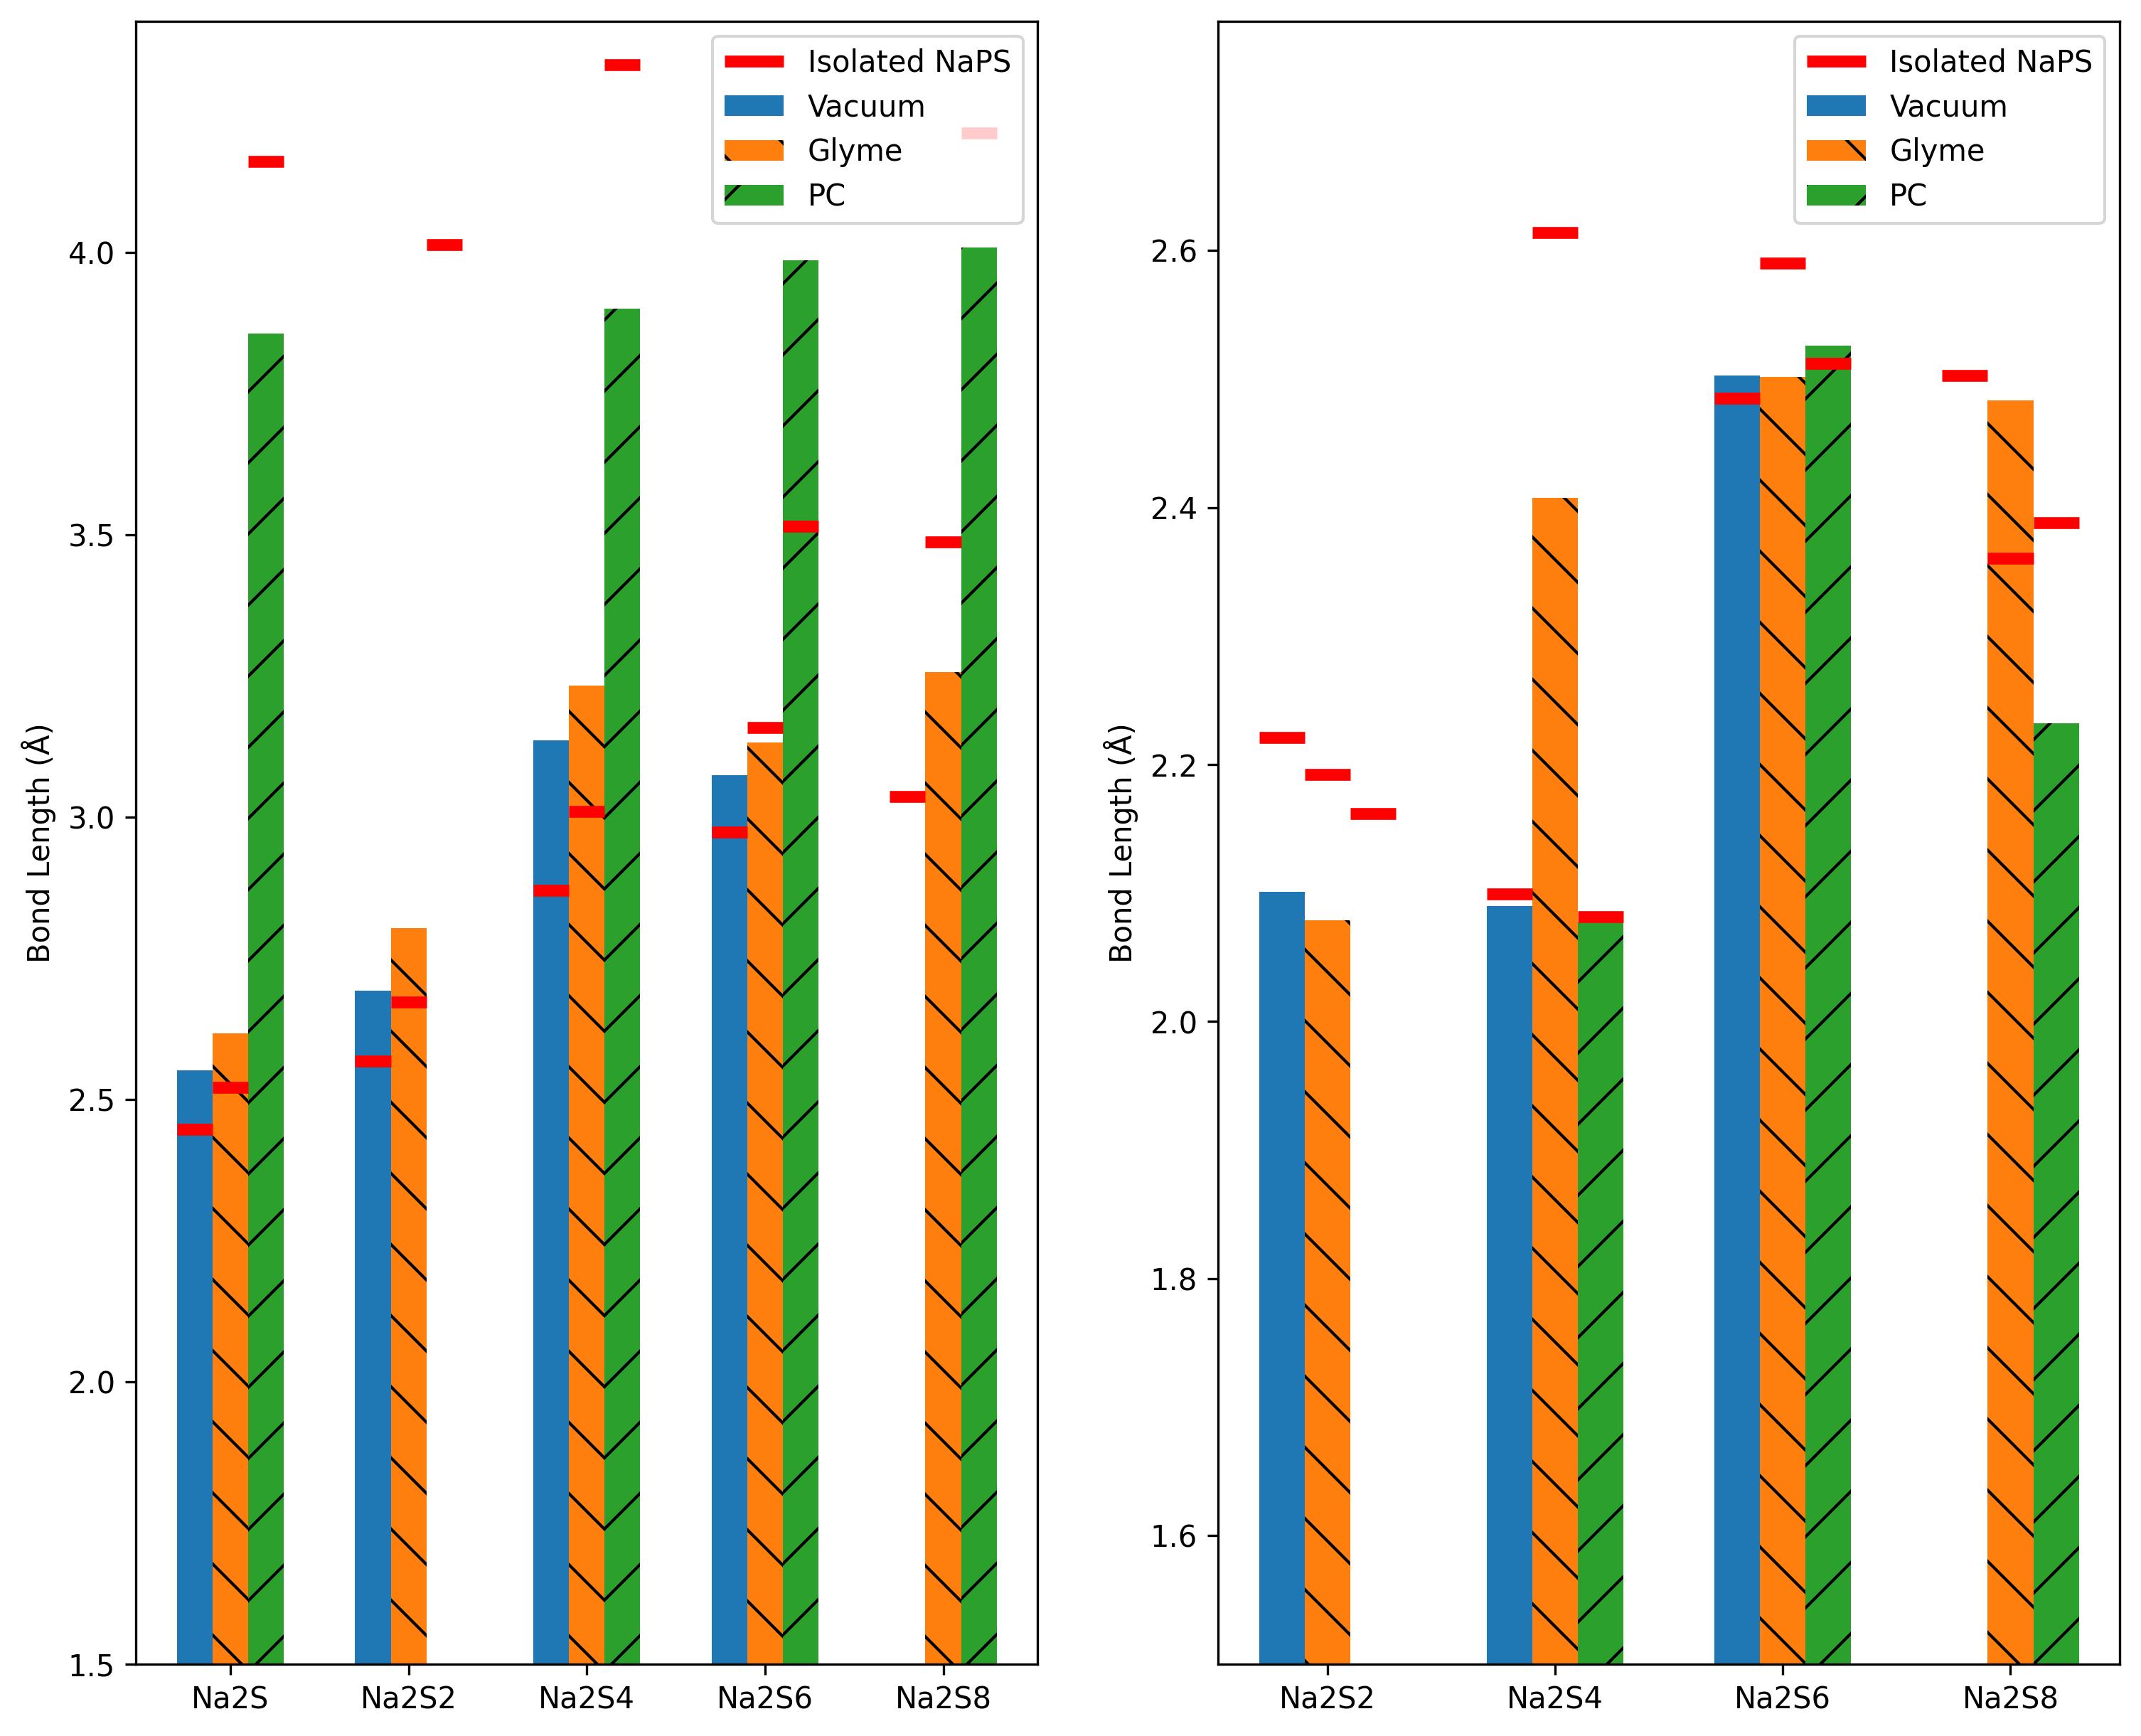 Bond Length (Å)
4.0
3.5
3.0
2.5
2.0
1.5
Na2S Na2S2 Na2S4 Na2S6 Na2S8
Isolated NaPS
Vacuum
Glyme
PC
Bond Length (Å)
2.6
2.4
2.2
2.0
1.8
1.6
Na2S2 Na2S4 Na2S6 Na2S8
Isolated NaPS
Vacuum
Glyme
PC